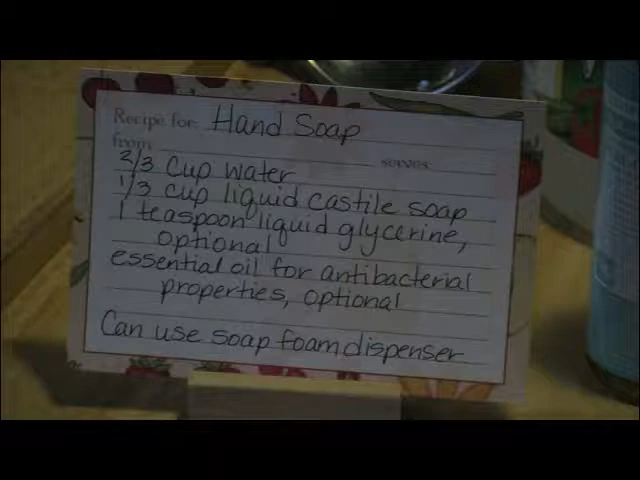 Recipe for: Hand Soap
from serves
2/3 cup water
1/3 cup liquid castile soap
1 teaspoon liquid glycerine,
optional
essential oil for antibacterial
properties, optional
Can use soap foam dispenser